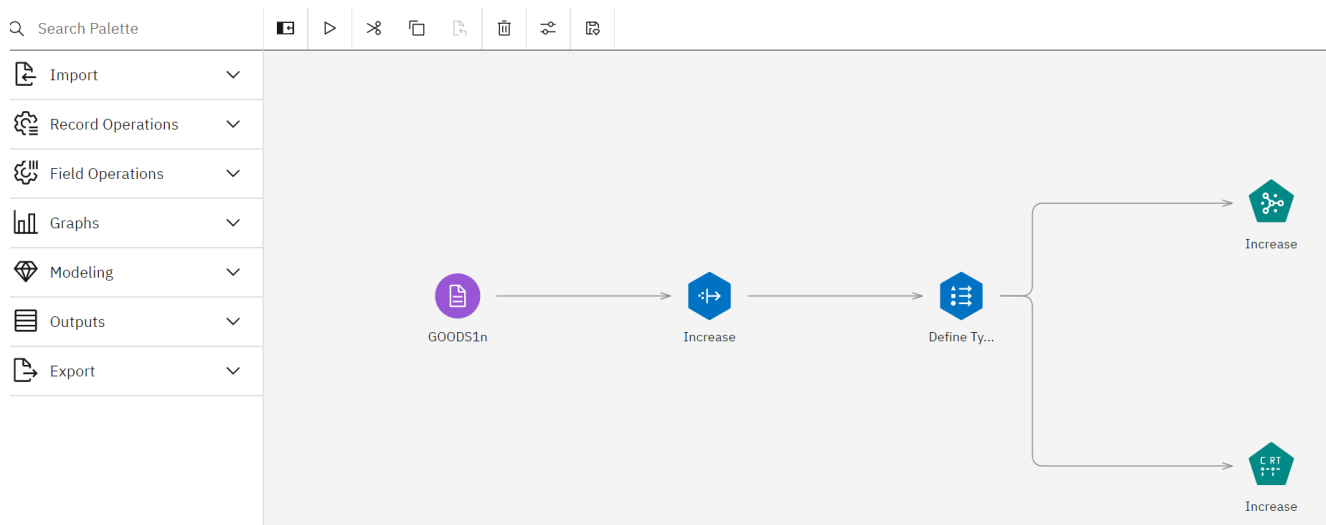 Search Palette
Import
Record Operations
Field Operations
Graphs
Modeling
Outputs
Export
GOODS1n
Increase
Define Ty...
Increase
C RT
Increase